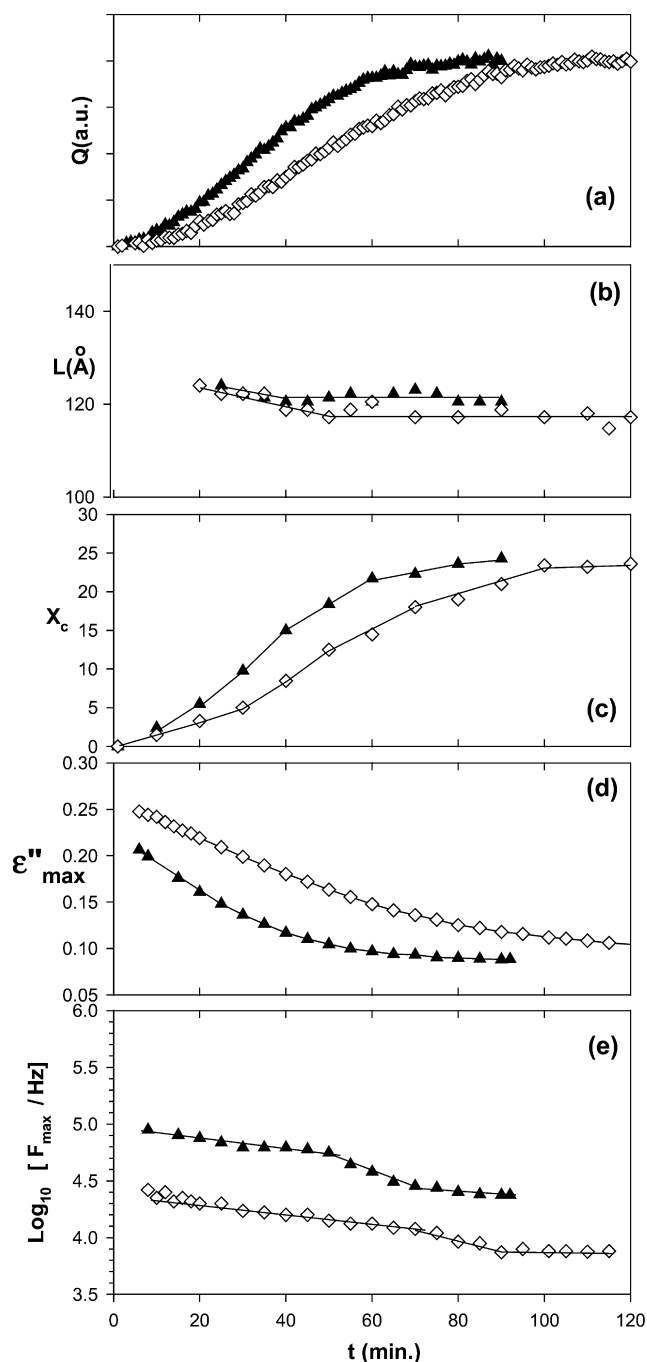 Q(a.u.)
(a)
(b)
140
L(Å)
120
100
30
25
20
X_c
15
10
5
0
(c)
0.30
(d)
0.25
0.20
ε"_max
0.15
0.10
0.05
6.0
(e)
5.5
5.0
4.5
4.0
3.5
Log₁₀ [ F_max / Hz]
0 20 40 60 80 100 120
t (min.)